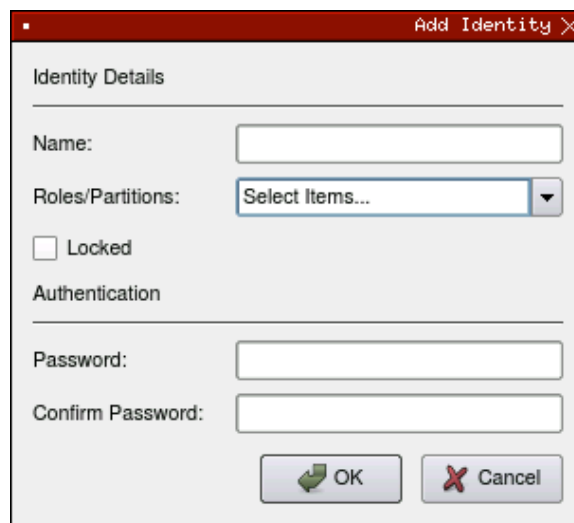 Add Identity
Identity Details
Name:
Roles/Partitions: Select Items...
Locked
Authentication
Password:
Confirm Password:
OK Cancel